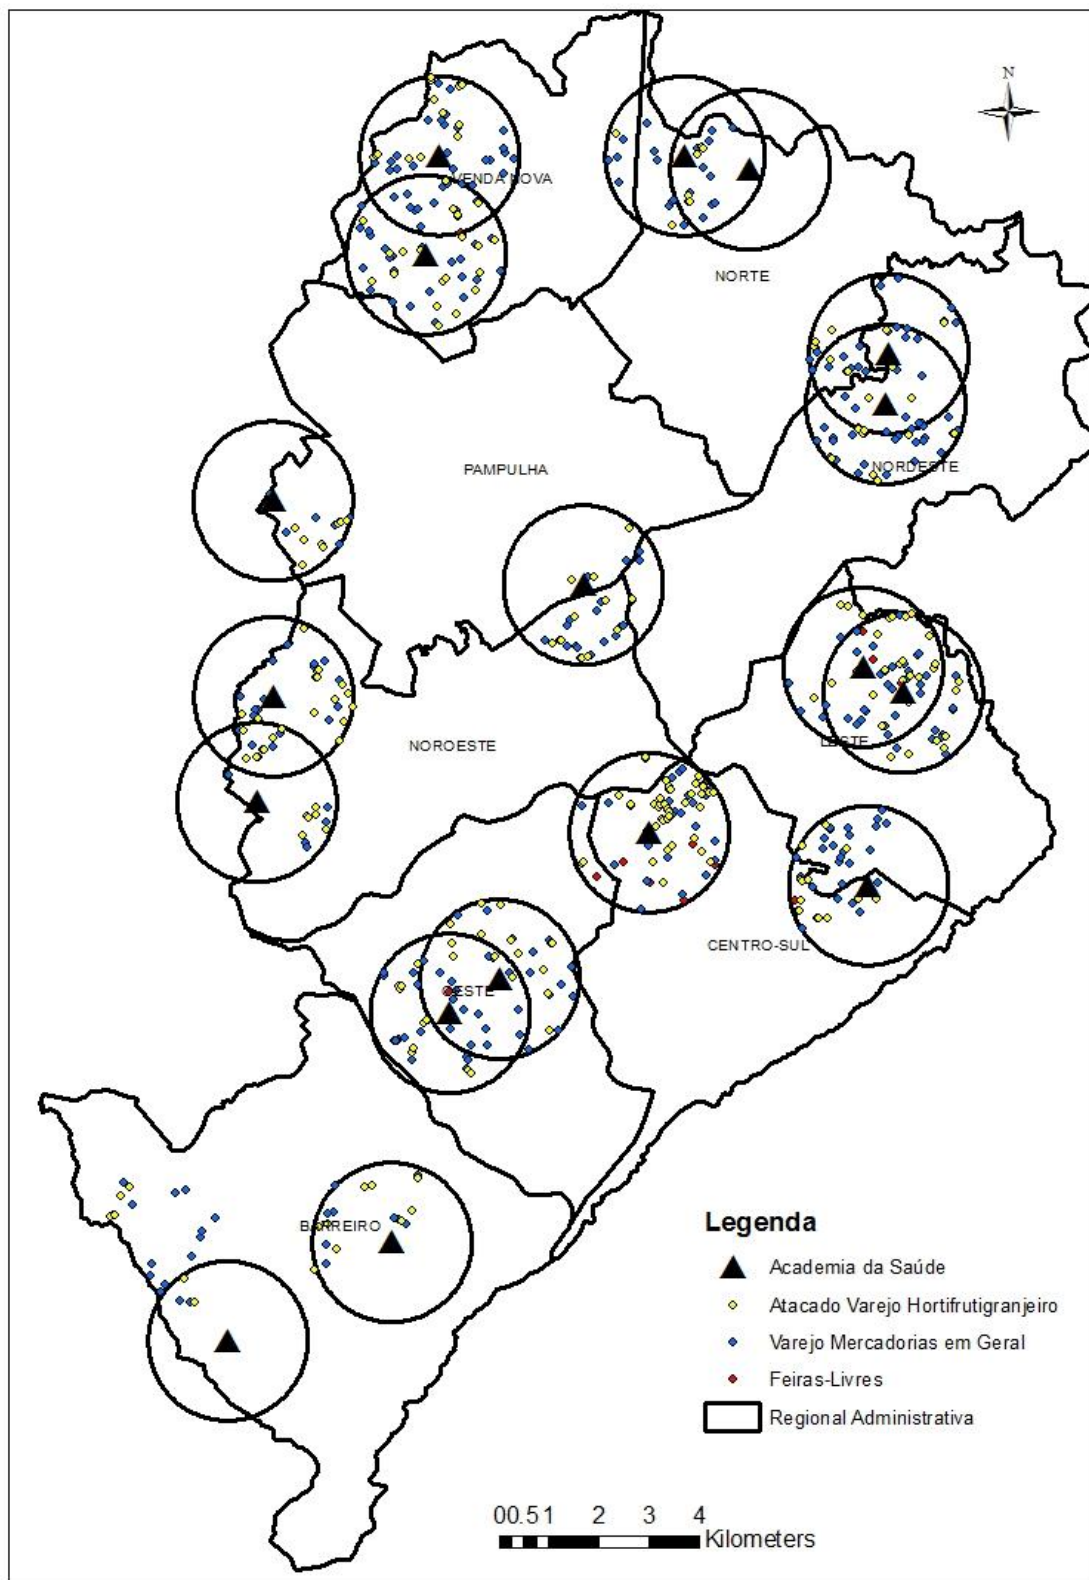 N
VENDA NOVA
NORTE
NORDESTE
PAMPULHA
NOROESTE
LESTE
CENTRO-SUL
OESTE
BARREIRO
Legenda
Academia da Saúde
Atacado Varejo Hortifrutigranjeiro
Varejo Mercadorias em Geral
Feiras-Livres
Regional Administrativa
00.51 2 3 4
Kilometers